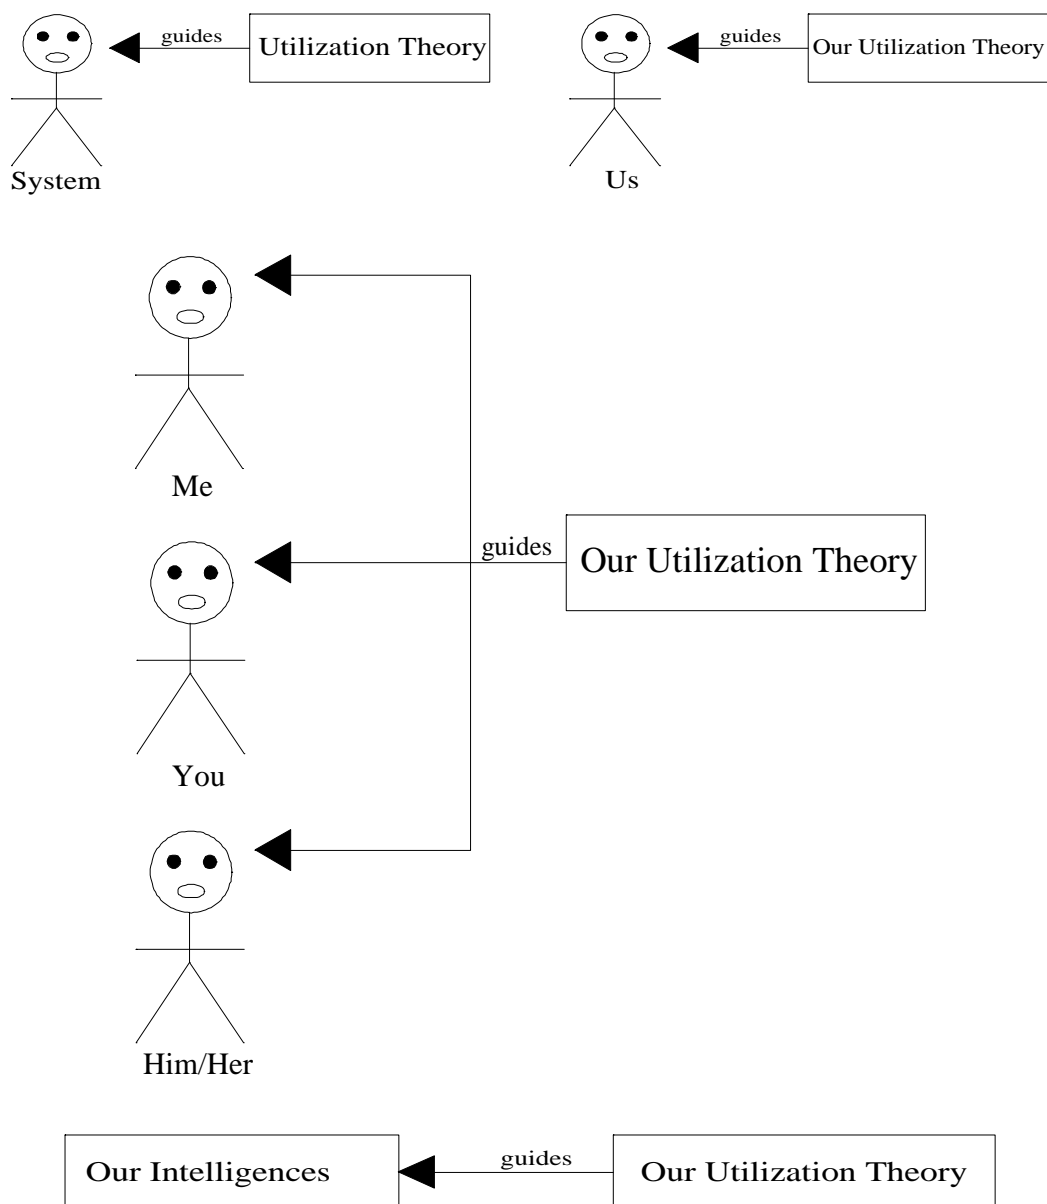 guides
Utilization Theory
System
guides
Our Utilization Theory
Us
Me
guides
Our Utilization Theory
You
Him/Her
Our Intelligences
guides
Our Utilization Theory